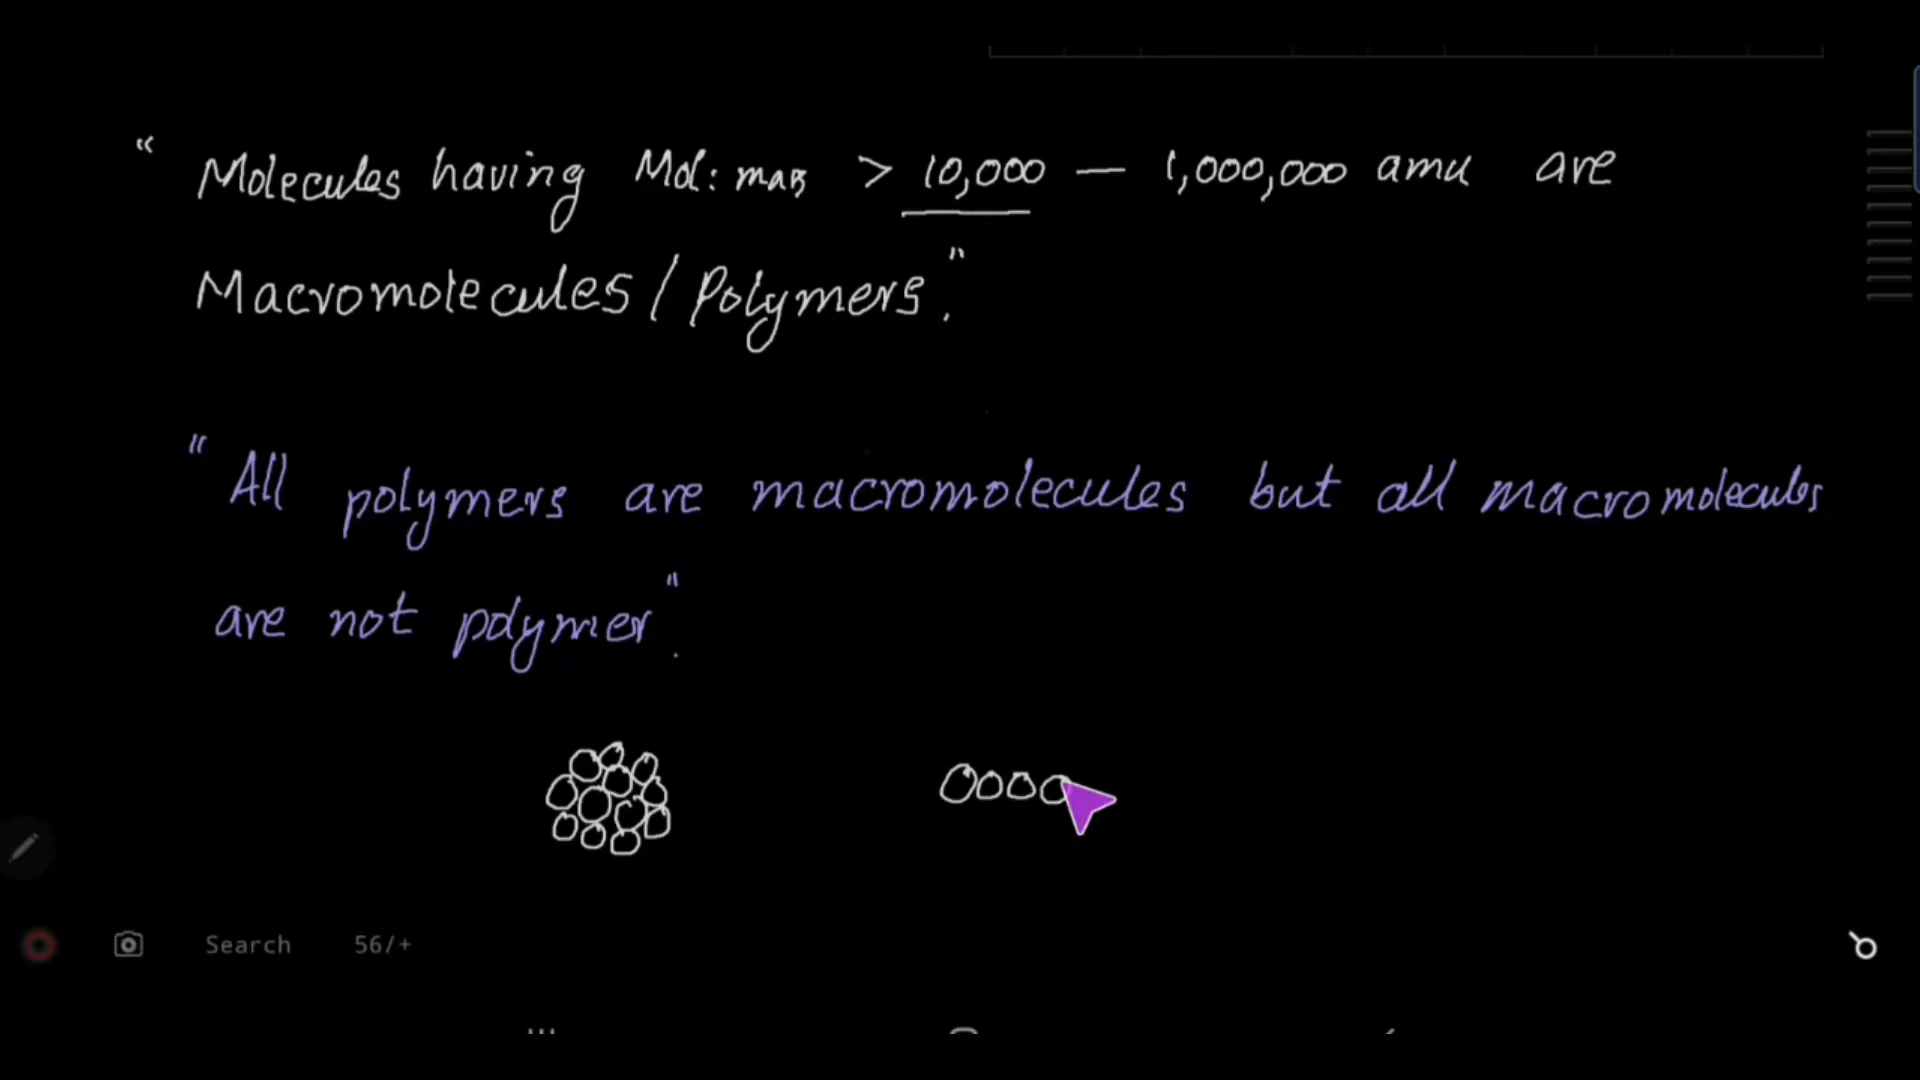 “ Molecules having Mol: mass > 10,000 — 1,000,000 amu are
Macromolecules / Polymers.”
" All polymers are macromolecules but all macromolecules
are not polymer".
Search 56/+